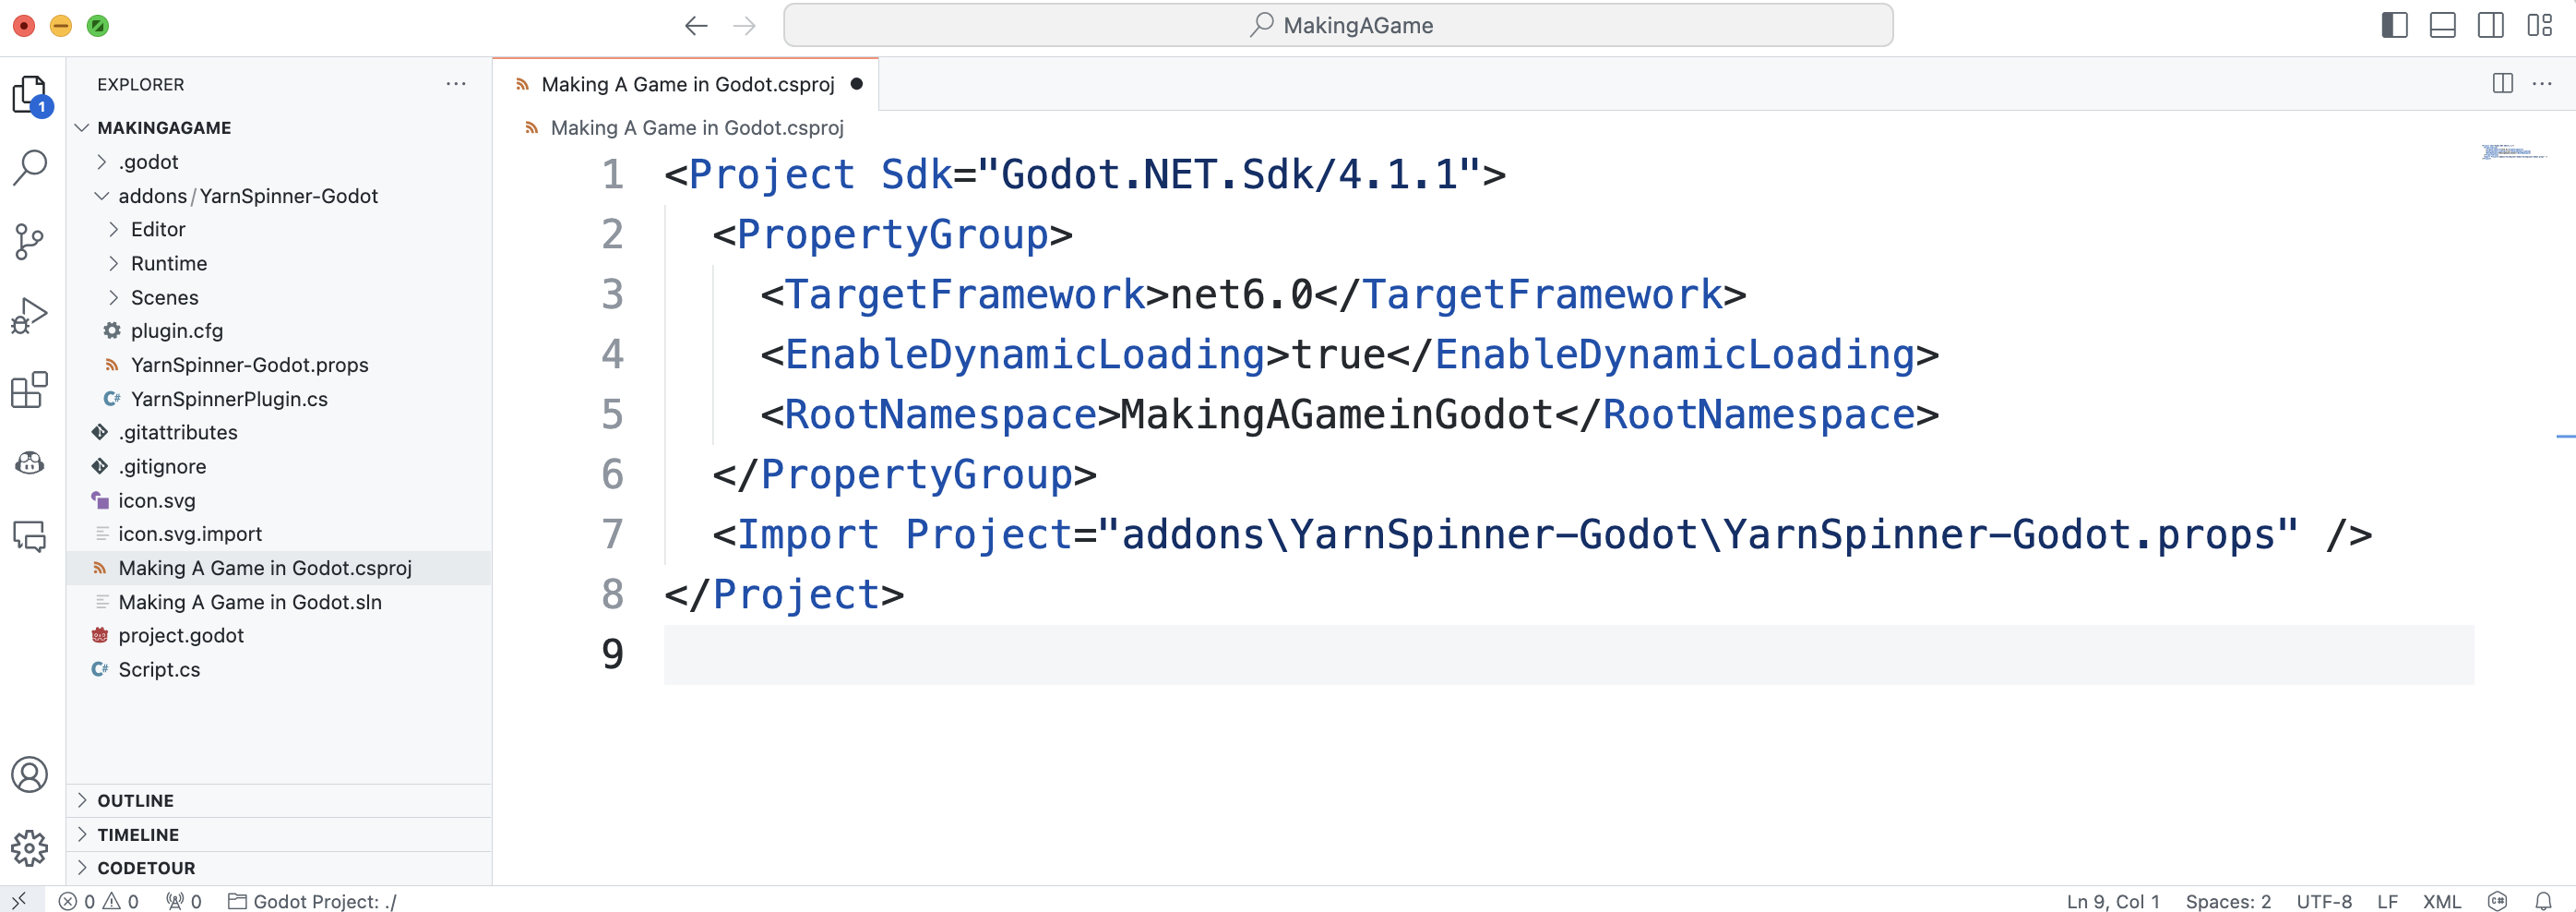 MakingAGame
EXPLORER
1
MAKINGAGAME
.godot
addons/YarnSpinner-Godot
Editor
Runtime
Scenes
plugin.cfg
YarnSpinner-Godot.props
C# YarnSpinnerPlugin.cs
.gitattributes
.gitignore
icon.svg
icon.svg.import
Making A Game in Godot.csproj
Making A Game in Godot.sln
project.godot
C# Script.cs
OUTLINE
TIMELINE
CODETOUR
Making A Game in Godot.csproj
Making A Game in Godot.csproj
1 <Project Sdk="Godot.NET.Sdk/4.1.1">
2 <PropertyGroup>
3 <TargetFramework>net6.0</TargetFramework>
4 <EnableDynamicLoading>true</EnableDynamicLoading>
5 <RootNamespace>MakingAGameinGodot</RootNamespace>
6 </PropertyGroup>
7 <Import Project="addons\YarnSpinner-Godot\YarnSpinner-Godot.props" />
8 </Project>
9
0 0 0 Godot Project: ./ Ln 9, Col 1 Spaces: 2 UTF-8 LF XML